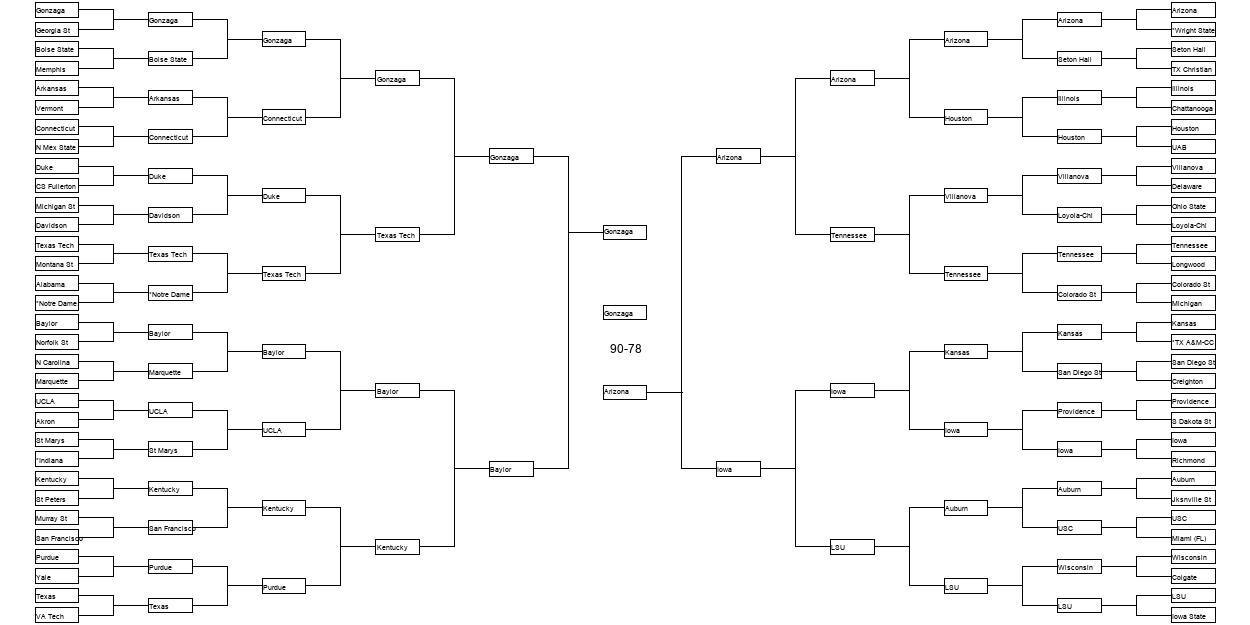 Gonzaga
Georgia St
Boise State
Memphis
Arkansas
Vermont
Connecticut
N Mex State
Duke
CS Fullerton
Michigan St
Davidson
Texas Tech
Montana St
Alabama
*Notre Dame
Baylor
Norfolk St
N Carolina
Marquette
UCLA
Akron
St Marys
*Indiana
Kentucky
St Peters
Murray St
San Francisco
Purdue
Yale
Texas
VA Tech
Gonzaga
Boise State
Arkansas
Connecticut
Duke
Davidson
Texas Tech
*Notre Dame
Baylor
Marquette
UCLA
St Marys
Kentucky
San Francisco
Purdue
Texas
Gonzaga
Connecticut
Duke
Texas Tech
Baylor
UCLA
Kentucky
Purdue
Gonzaga
Texas Tech
Baylor
Kentucky
Gonzaga
Baylor
Gonzaga
Gonzaga
90-78
Arizona
Arizona
Iowa
Arizona
Tennessee
Iowa
LSU
Arizona
Houston
Villanova
Tennessee
Kansas
Iowa
Auburn
LSU
Arizona
Seton Hall
Illinois
Houston
Villanova
Loyola-Chi
Tennessee
Colorado St
Kansas
San Diego St
Providence
Iowa
Auburn
USC
Wisconsin
LSU
Arizona
*Wright State
Seton Hall
TX Christian
Illinois
Chattanooga
Houston
UAB
Villanova
Delaware
Ohio State
Loyola-Chi
Tennessee
Longwood
Colorado St
Michigan
Kansas
*TX A&M-CC
San Diego St
Creighton
Providence
S Dakota St
Iowa
Richmond
Auburn
Jksnville St
USC
Miami (FL)
Wisconsin
Colgate
LSU
Iowa State